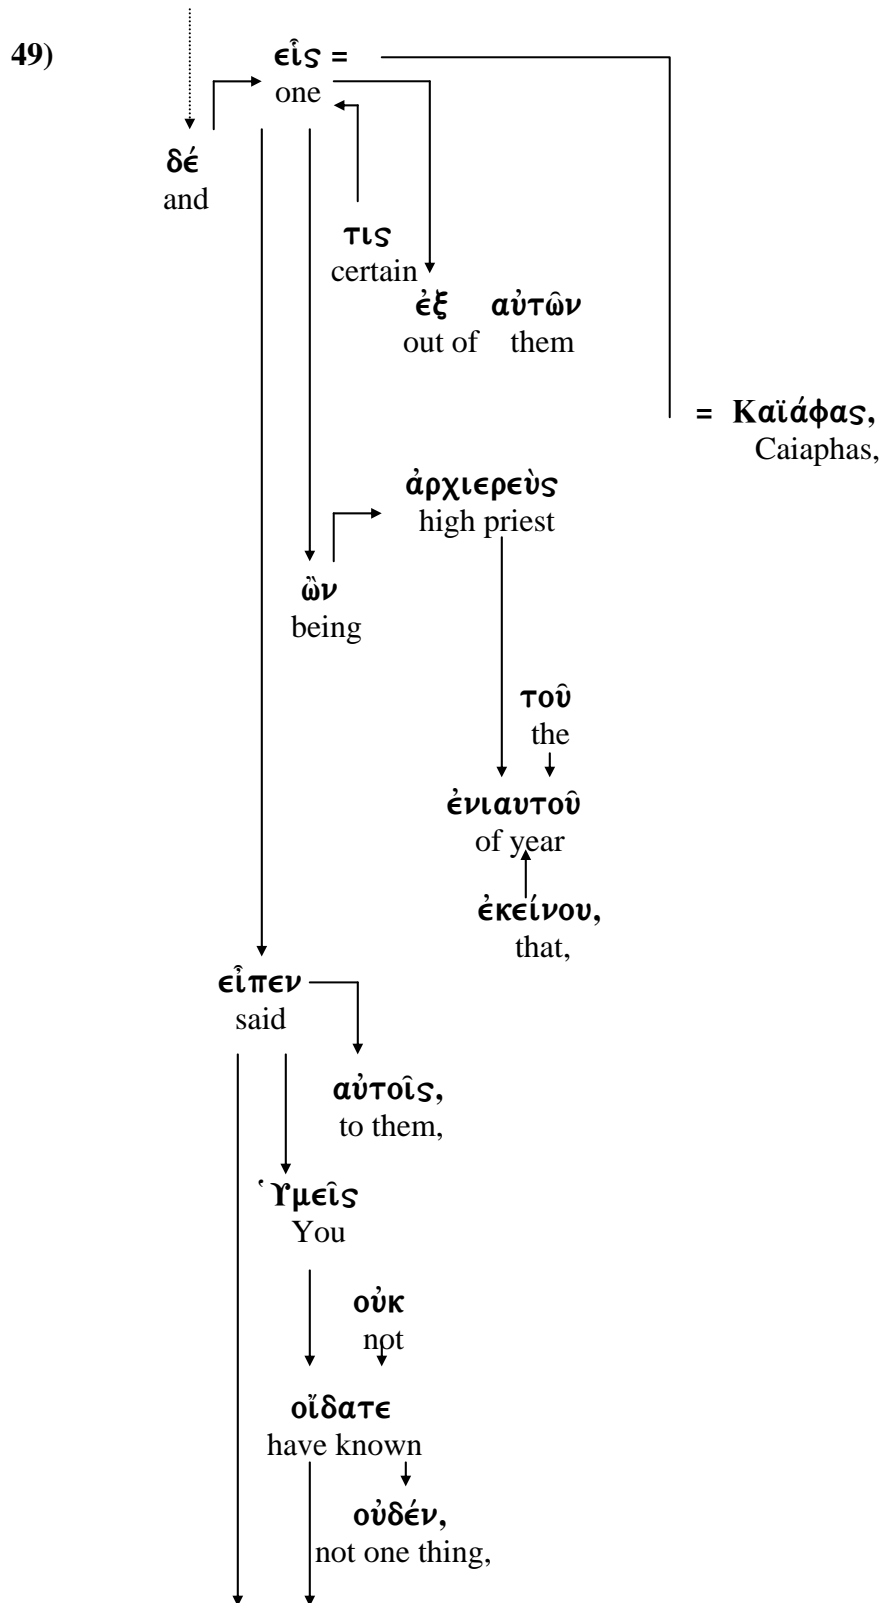 49) εἷς =
one
δέ
and
τις
certain
ἐξ αὐτῶν
out of them
= Καϊάφας,
Caiaphas,
ἀρχιερεὺς
high priest
ὢν
being
τοῦ
the
ἐνιαυτοῦ
of year
ἐκείνου,
that,
εἶπεν
said
αὐτοῖς,
to them,
Ὑμεῖς
You
οὐκ
not
οἴδατε
have known
οὐδέν,
not one thing,